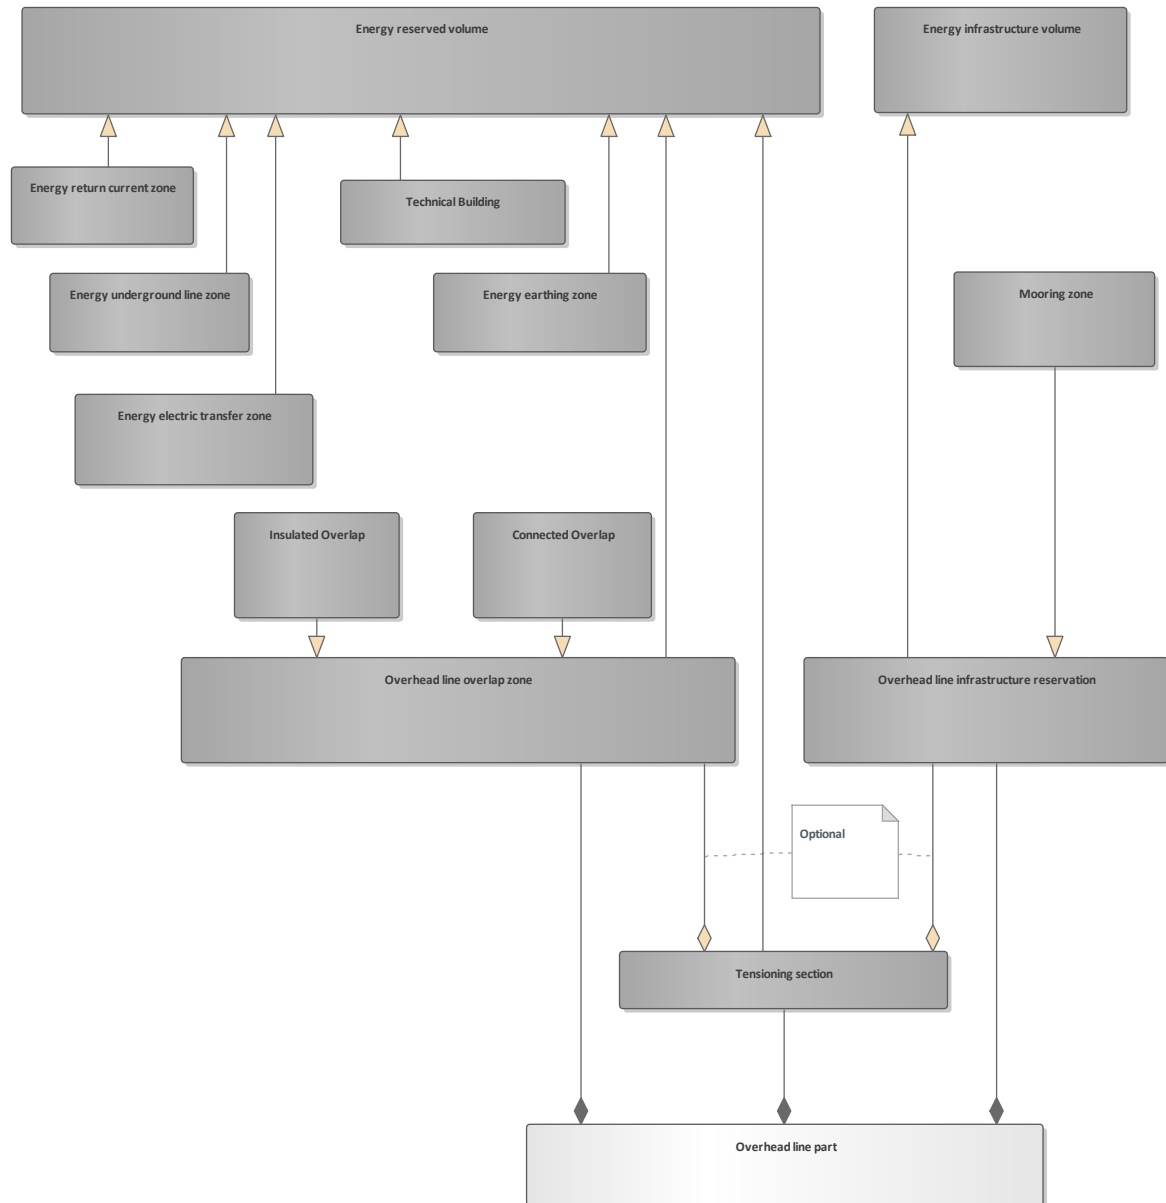 Energy reserved volume
Energy infrastructure volume
Energy return current zone
Technical Building
Energy underground line zone
Energy earthing zone
Mooring zone
Energy electric transfer zone
Insulated Overlap
Connected Overlap
Overhead line overlap zone
Overhead line infrastructure reservation
Optional
Tensioning section
Overhead line part